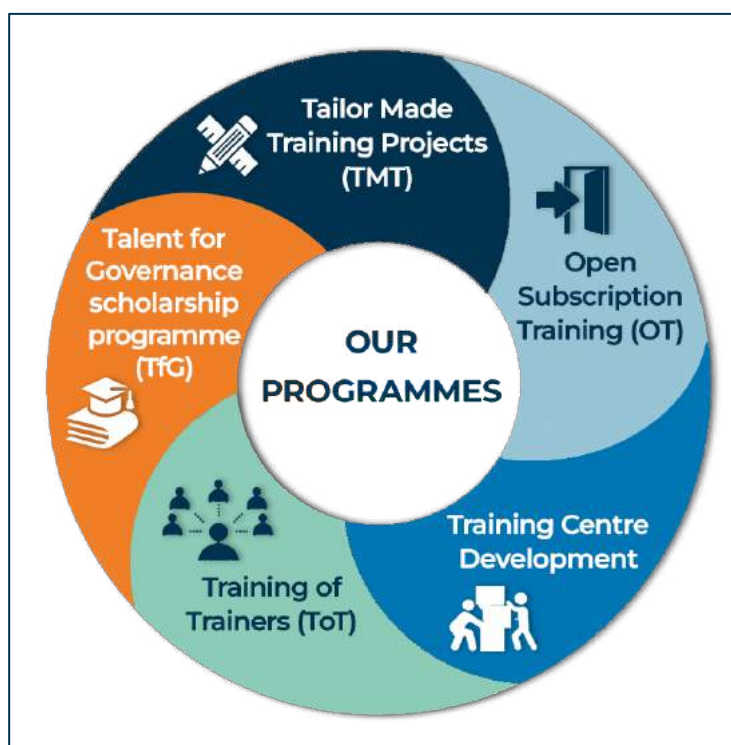 Tailor Made
Training Projects
(TMT)
Open
Subscription
Training (OT)
Training Centre
Development
Training of
Trainers (ToT)
Talent for
Governance
scholarship
programme
(TfG)
OUR
PROGRAMMES